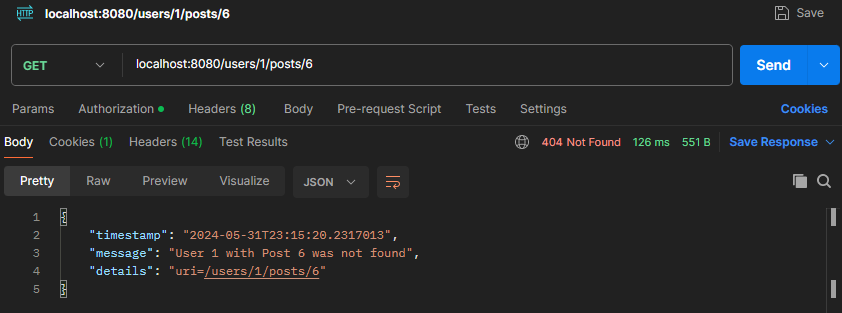 HTTP localhost:8080/users/1/posts/6 Save
GET localhost:8080/users/1/posts/6 Send
Params Authorization Headers (8) Body Pre-request Script Tests Settings Cookies
Body Cookies (1) Headers (14) Test Results 404 Not Found 126 ms 551 B Save Response
Pretty Raw Preview Visualize JSON
1 {
2 "timestamp": "2024-05-31T23:15:20.2317013",
3 "message": "User 1 with Post 6 was not found",
4 "details": "uri=/users/1/posts/6"
5 }